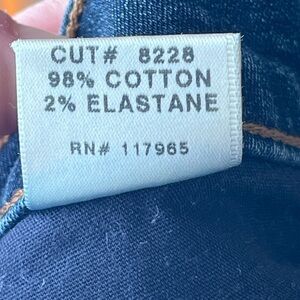 CUT# 8228
98% COTTON
2% ELASTANE
RN# 117965